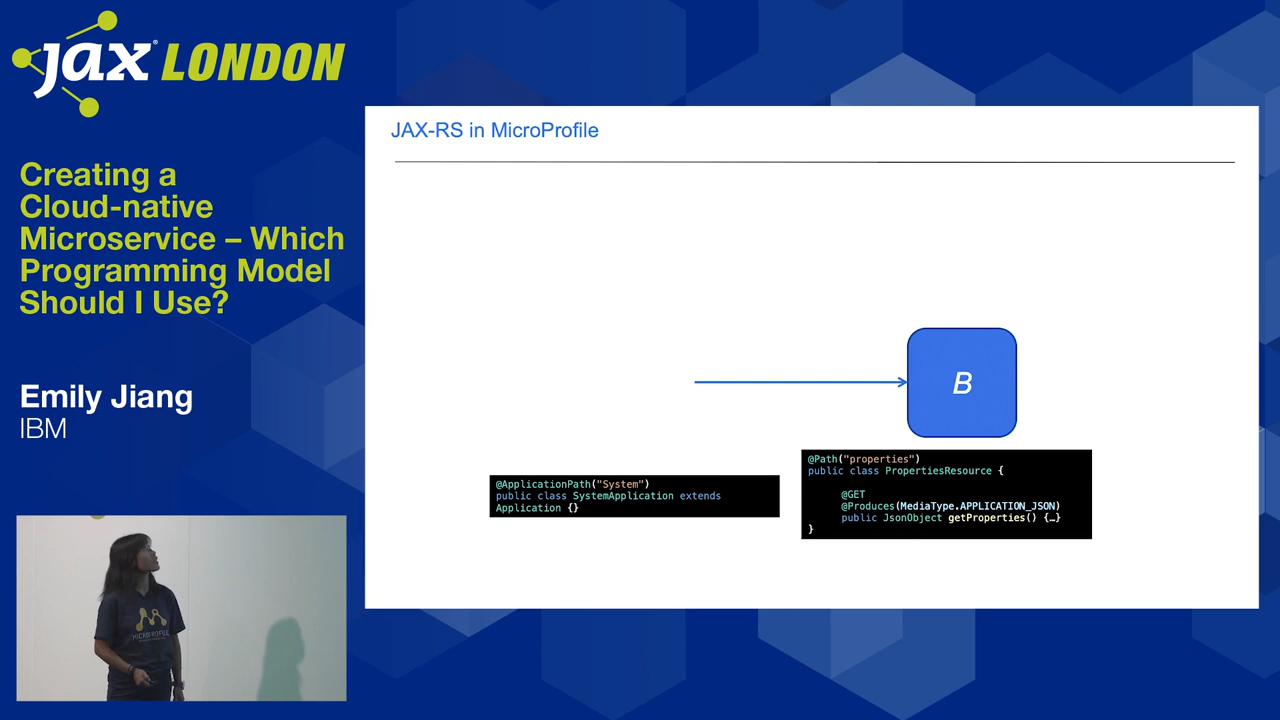 JAX LONDON
Creating a
Cloud-native
Microservice – Which
Programming Model
Should I Use?
Emily Jiang
IBM
JAX-RS in MicroProfile
B
@ApplicationPath("System")
public class SystemApplication extends
Application {}
@Path("properties")
public class PropertiesResource {
@GET
@Produces(MediaType.APPLICATION_JSON)
public JsonObject getProperties() {…}
}
MICROPROFILE